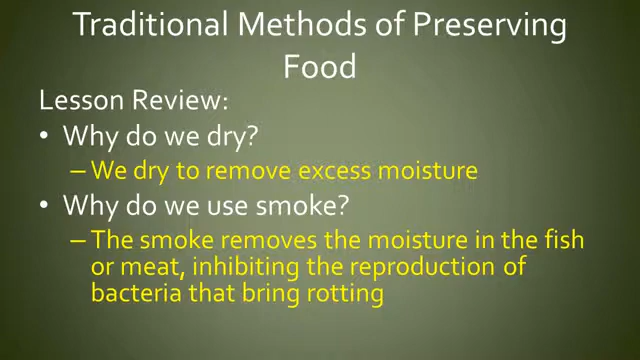 Traditional Methods of Preserving
Food
Lesson Review:
• Why do we dry?
– We dry to remove excess moisture
• Why do we use smoke?
– The smoke removes the moisture in the fish
or meat, inhibiting the reproduction of
bacteria that bring rotting